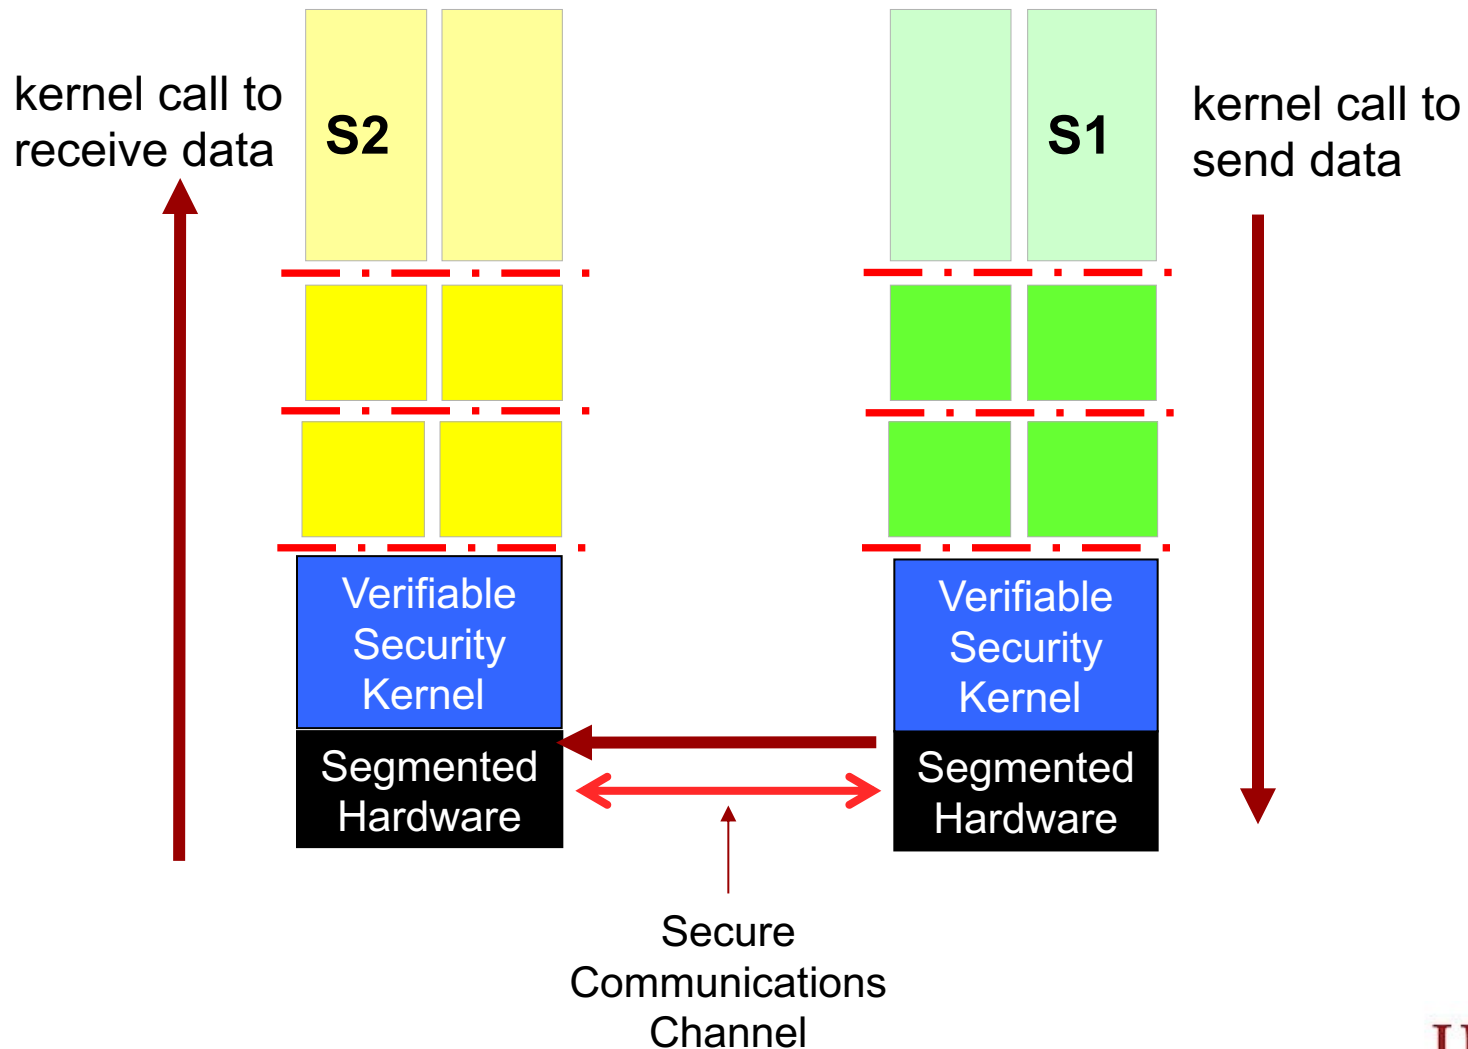 kernel call to
receive data
S2
S1
kernel call to
send data
Verifiable
Security
Kernel
Segmented
Hardware
Verifiable
Security
Kernel
Segmented
Hardware
Secure
Communications
Channel